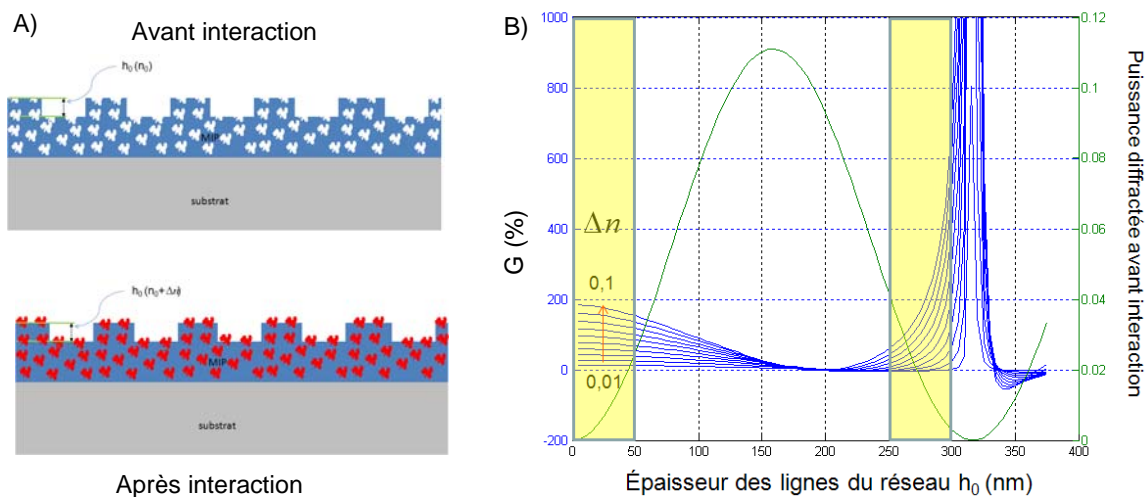 A)
Avant interaction
h0 (n0)
MIP
substrat
h0 (n0+Δn)
MIP
substrat
Après interaction
B)
1000
800
600
400
200
0
-200
G (%)
Δn
0,1
0,01
0
50
100
150
200
250
300
350
400
Épaisseur des lignes du réseau h0 (nm)
0.12
0.1
0.08
0.06
0.04
0.02
0
Puissance diffractée avant interaction